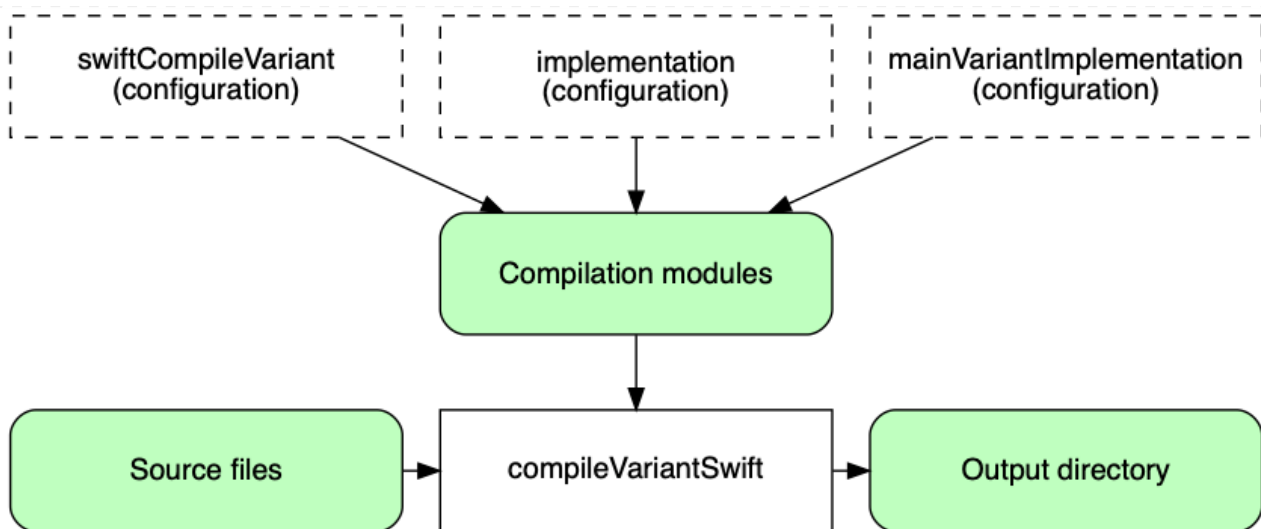 swiftCompileVariant
(configuration)
implementation
(configuration)
mainVariantImplementation
(configuration)
Compilation modules
Source files
compileVariantSwift
Output directory